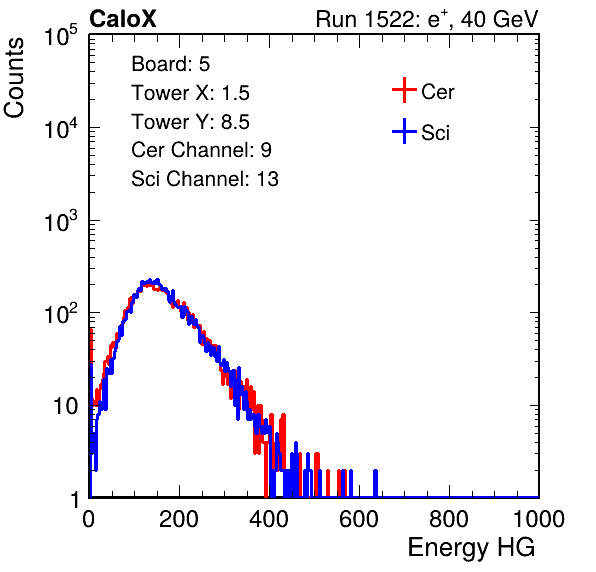 CaloX Run 1522: e⁺, 40 GeV
Counts
Board: 5
Tower X: 1.5
Tower Y: 8.5
Cer Channel: 9
Sci Channel: 13
Cer
Sci
10⁵
10⁴
10³
10²
10
1
0 200 400 600 800 1000
Energy HG